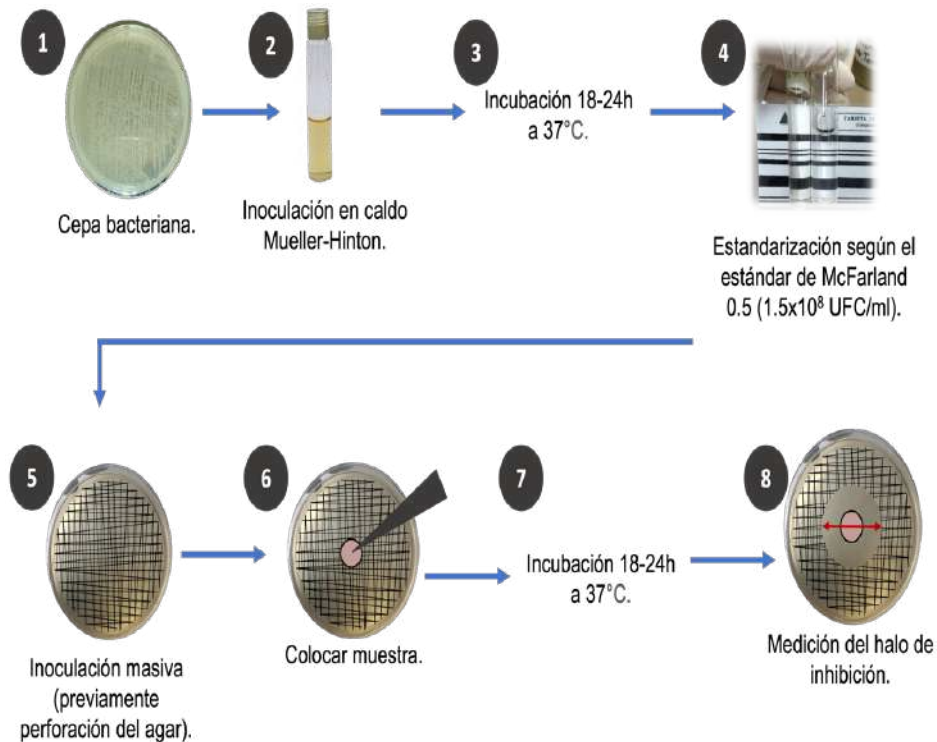 1
2
3
4
Cepa bacteriana.
Inoculación en caldo
Mueller-Hinton.
Incubación 18-24h
a 37°C.
Estandarización según el
estándar de McFarland
0.5 (1.5x10⁸ UFC/ml).
5
6
7
8
Inoculación masiva
(previamente
perforación del agar).
Colocar muestra.
Incubación 18-24h
a 37°C.
Medición del halo de
inhibición.